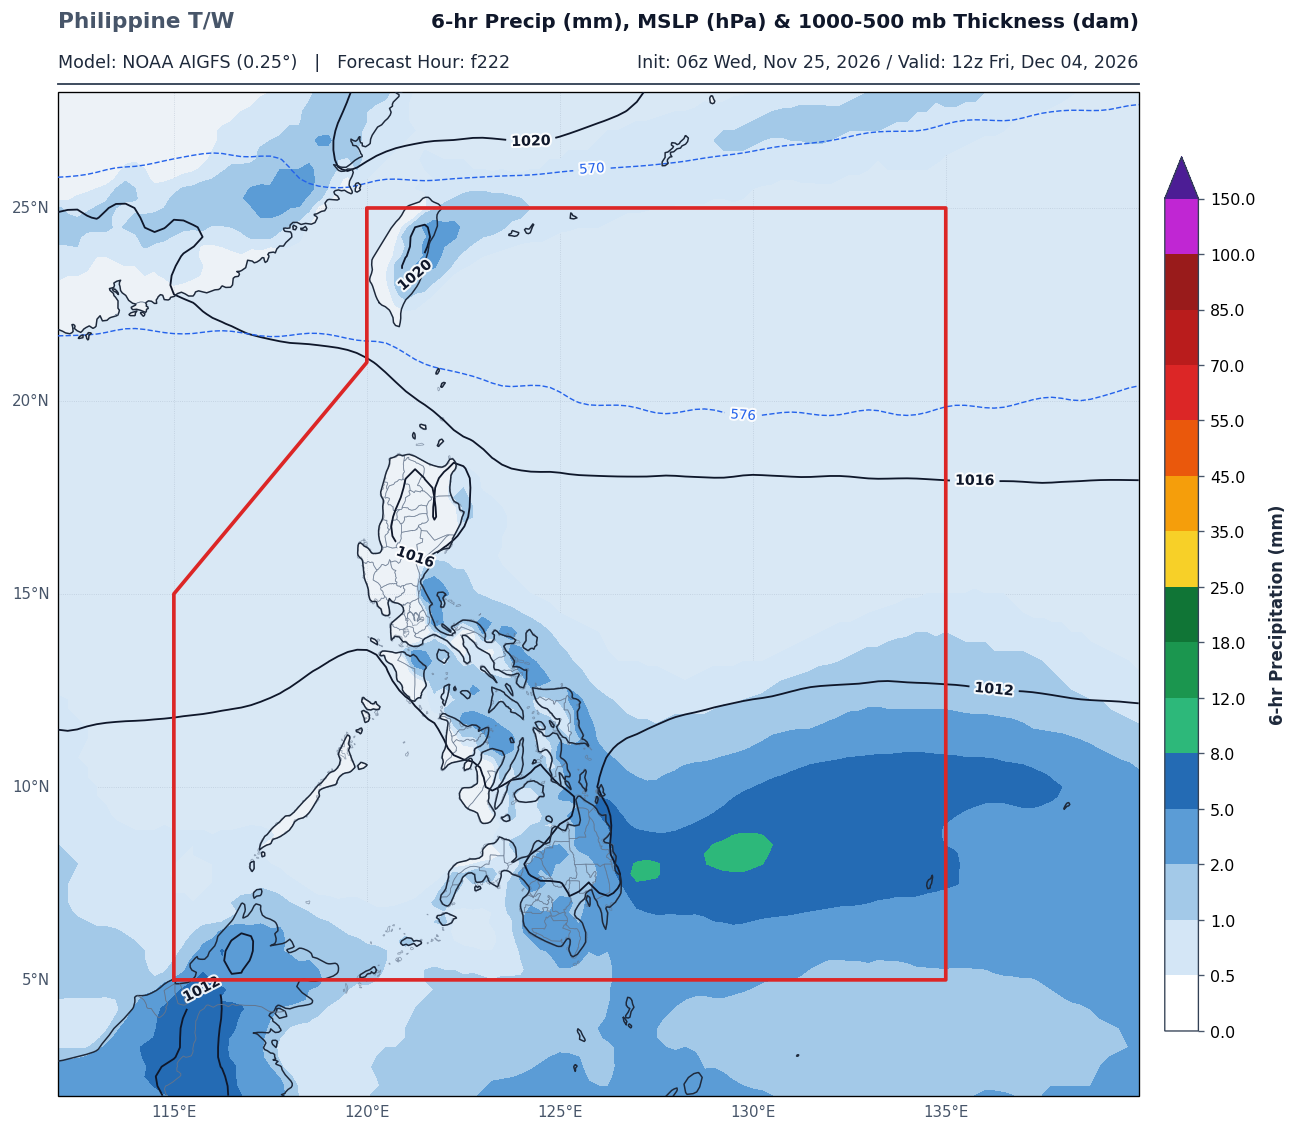 Philippine T/W
6-hr Precip (mm), MSLP (hPa) & 1000-500 mb Thickness (dam)
Model: NOAA AIGFS (0.25°) | Forecast Hour: f222
Init: 06z Wed, Nov 25, 2026 / Valid: 12z Fri, Dec 04, 2026
1020
570
1020
576
1016
1016
1012
1012
25°N
20°N
15°N
10°N
5°N
115°E
120°E
125°E
130°E
135°E
150.0
100.0
85.0
70.0
55.0
45.0
35.0
25.0
18.0
12.0
8.0
5.0
2.0
1.0
0.5
0.0
6-hr Precipitation (mm)